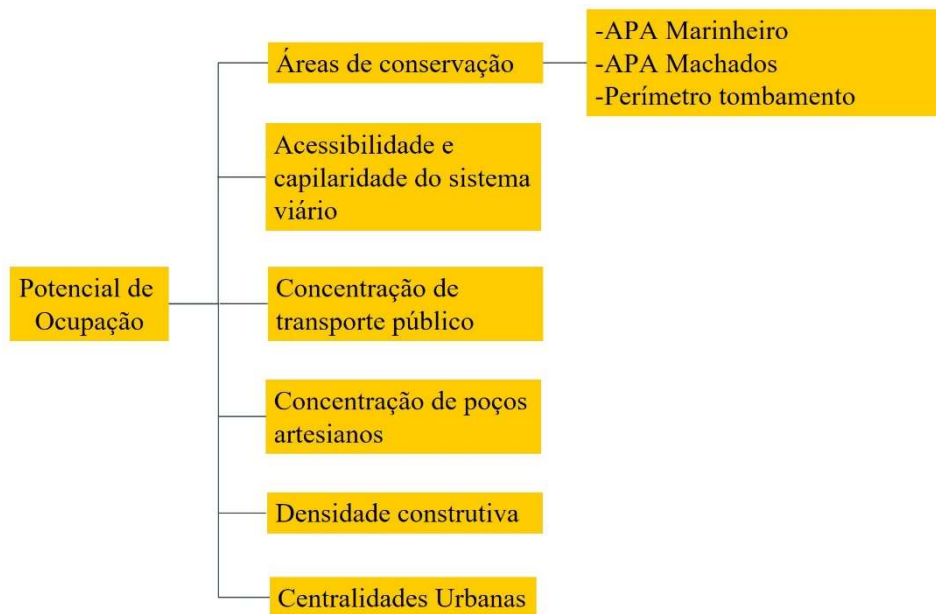 Potencial de
Ocupação
Áreas de conservação
-APA Marinheiro
-APA Machados
-Perímetro tombamento
Acessibilidade e
capilaridade do sistema
viário
Concentração de
transporte público
Concentração de poços
artesianos
Densidade construtiva
Centralidades Urbanas